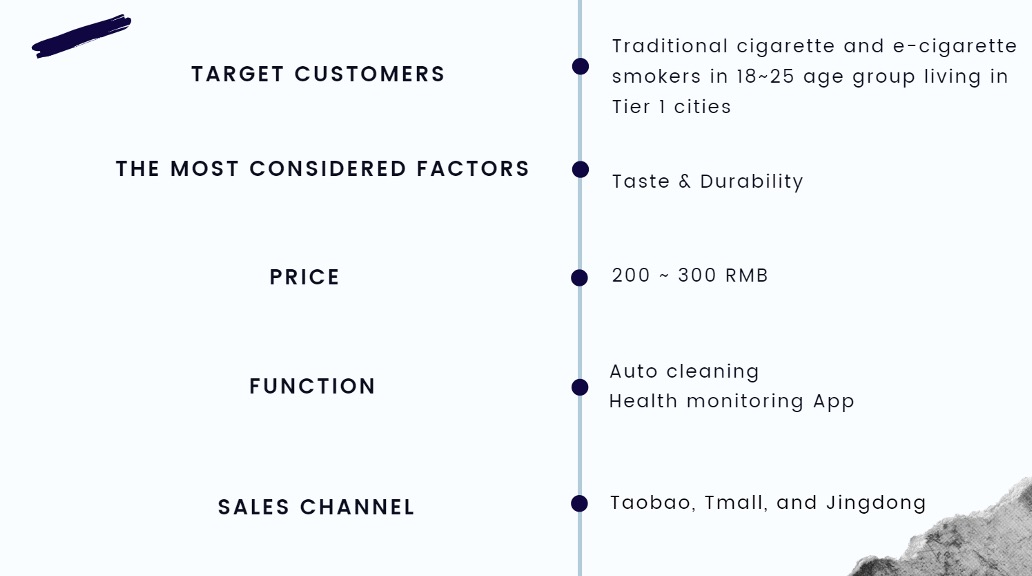 TARGET CUSTOMERS
Traditional cigarette and e-cigarette
smokers in 18~25 age group living in
Tier 1 cities
THE MOST CONSIDERED FACTORS
Taste & Durability
PRICE
200 ~ 300 RMB
FUNCTION
Auto cleaning
Health monitoring App
SALES CHANNEL
Taobao, Tmall, and Jingdong